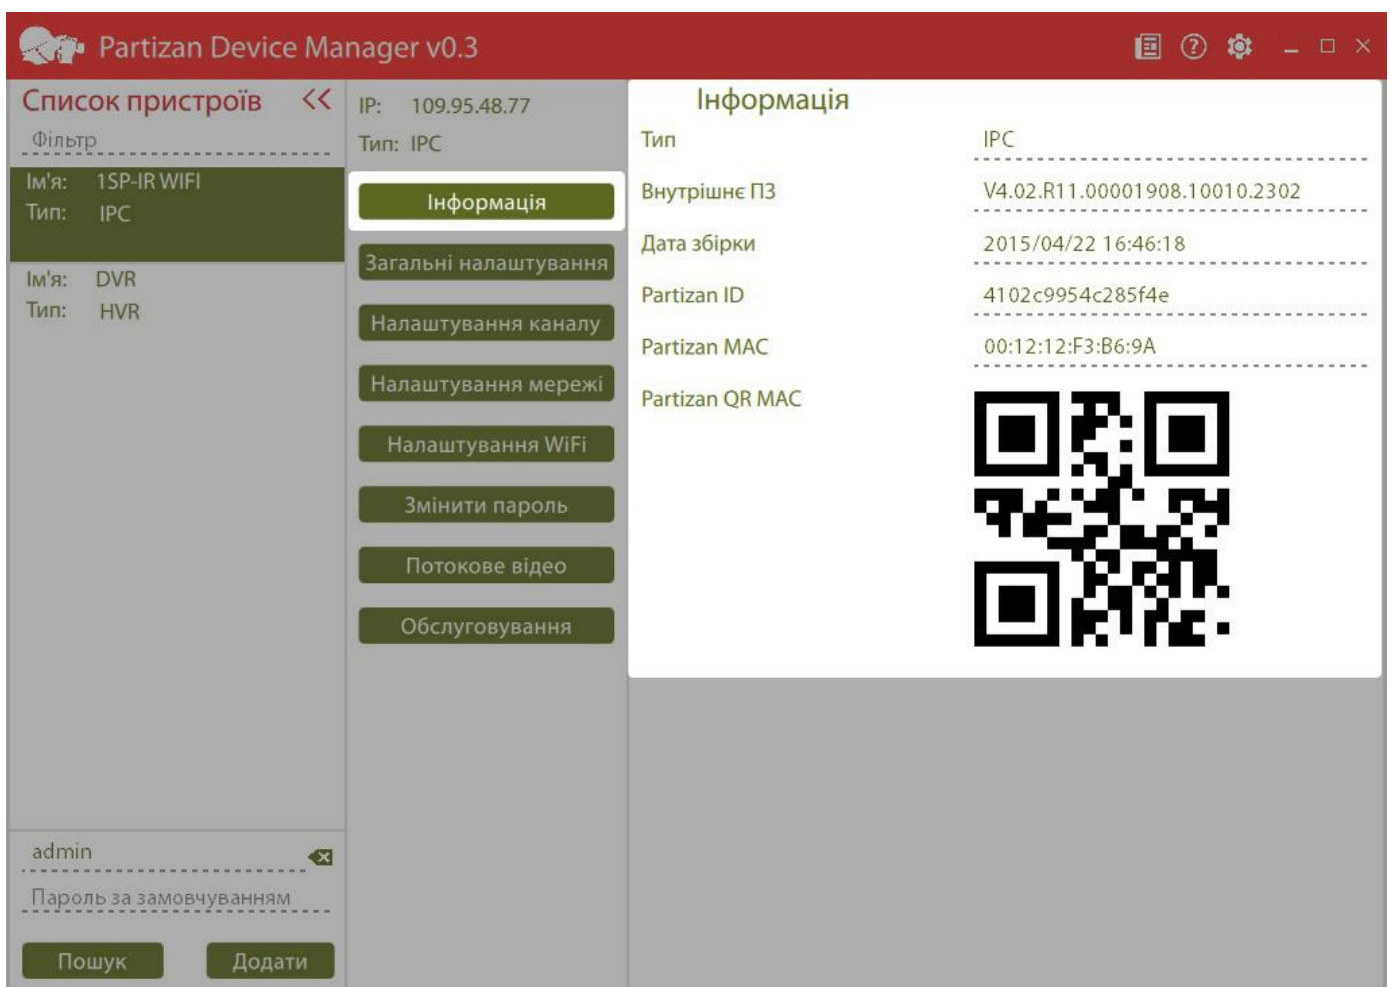 Partizan Device Manager v0.3
Список пристроїв <<
Фільтр
Ім'я: 1SP-IR WIFI
Тип: IPC
Ім'я: DVR
Тип: HVR
admin
Пароль за замовчуванням
Пошук Додати
IP: 109.95.48.77
Тип: IPC
Інформація
Загальні налаштування
Налаштування каналу
Налаштування мережі
Налаштування WiFi
Змінити пароль
Потокове відео
Обслуговування
Інформація
Тип IPC
Внутрішнє ПЗ V4.02.R11.00001908.10010.2302
Дата збірки 2015/04/22 16:46:18
Partizan ID 4102c9954c285f4e
Partizan MAC 00:12:12:F3:B6:9A
Partizan QR MAC